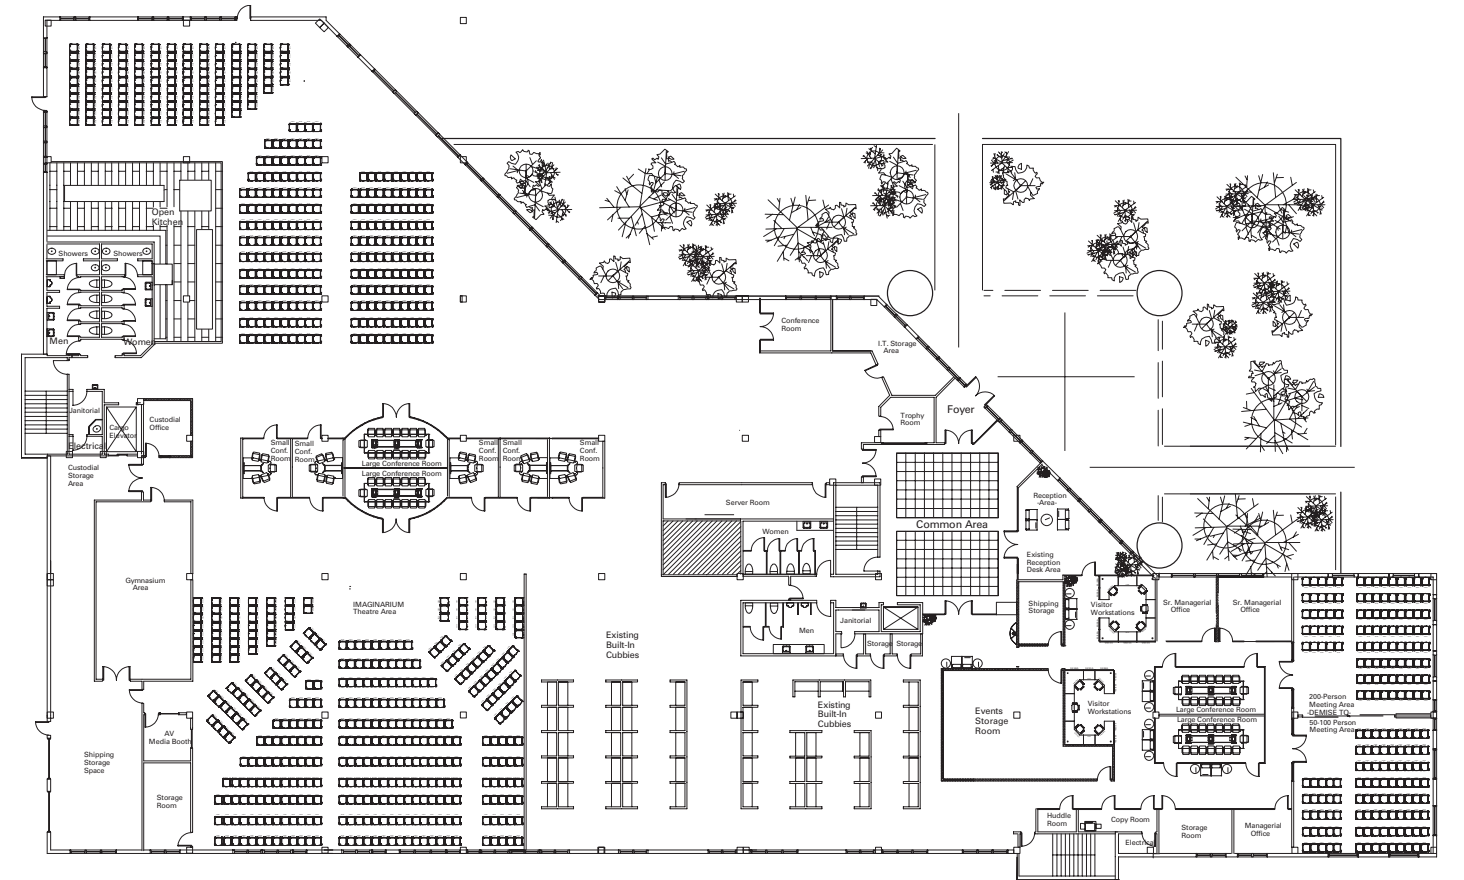 Open
Kitchen
Showers
Showers
Men
Women
Conference
Room
I.T. Storage
Area
Trophy
Room
Foyer
Janitorial
Cargo
Elevator
Custodial
Office
Electrical
Custodial
Storage
Area
Small
Conf.
Room
Small
Conf.
Room
Large Conference Room
Large Conference Room
Small
Conf.
Room
Small
Conf.
Room
Small
Conf.
Room
Server Room
Women
Common Area
Reception
-Area-
Existing
Reception
Desk Area
Gymnasium
Area
IMAGINARIUM
Theatre Area
Existing
Built-In
Cubbies
Men
Janitorial
Storage
Storage
Shipping
Storage
Visitor
Workstations
Sr. Managerial
Office
Sr. Managerial
Office
Existing
Built-In
Cubbies
Events
Storage
Room
Visitor
Workstations
Large Conference Room
Large Conference Room
200-Person
Meeting Area
-DEMISE TO-
50-100 Person
Meeting Area
AV
Media Booth
Shipping
Storage
Space
Storage
Room
Huddle
Room
Copy Room
Electrical
Storage
Room
Managerial
Office